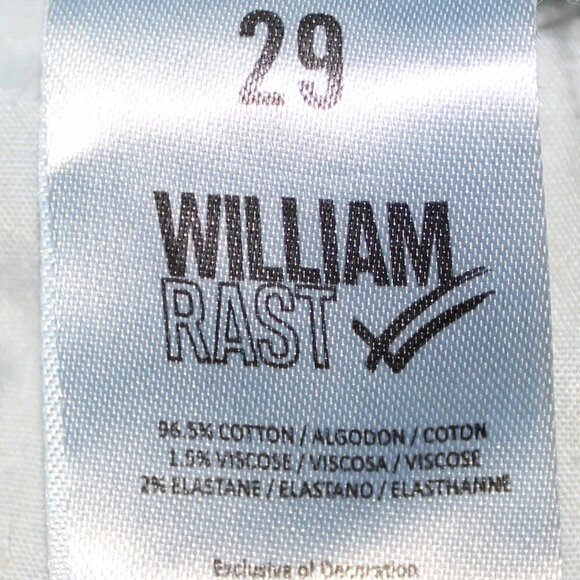 29
WILLIAM
RAST
96.5% COTTON / ALGODON / COTON
1.5% VISCOSE / VISCOSA / VISCOSE
2% ELASTANE / ELASTANO / ELASTHANNE
Exclusive of Decoration